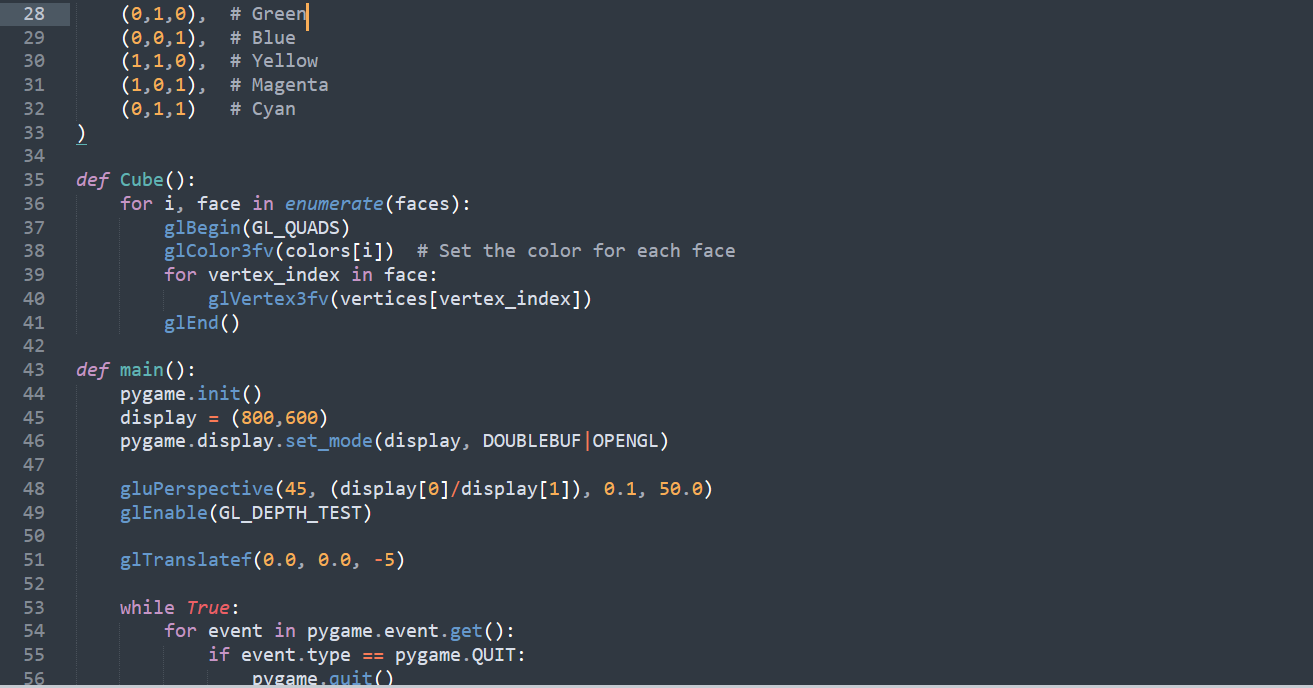 28 (0,1,0),  # Green
29 (0,0,1),  # Blue
30 (1,1,0),  # Yellow
31 (1,0,1),  # Magenta
32 (0,1,1)   # Cyan
33 )
34
35 def Cube():
36     for i, face in enumerate(faces):
37         glBegin(GL_QUADS)
38         glColor3fv(colors[i])  # Set the color for each face
39         for vertex_index in face:
40             glVertex3fv(vertices[vertex_index])
41         glEnd()
42
43 def main():
44     pygame.init()
45     display = (800,600)
46     pygame.display.set_mode(display, DOUBLEBUF|OPENGL)
47
48     gluPerspective(45, (display[0]/display[1]), 0.1, 50.0)
49     glEnable(GL_DEPTH_TEST)
50
51     glTranslatef(0.0, 0.0, -5)
52
53     while True:
54         for event in pygame.event.get():
55             if event.type == pygame.QUIT:
56                 pygame.quit()